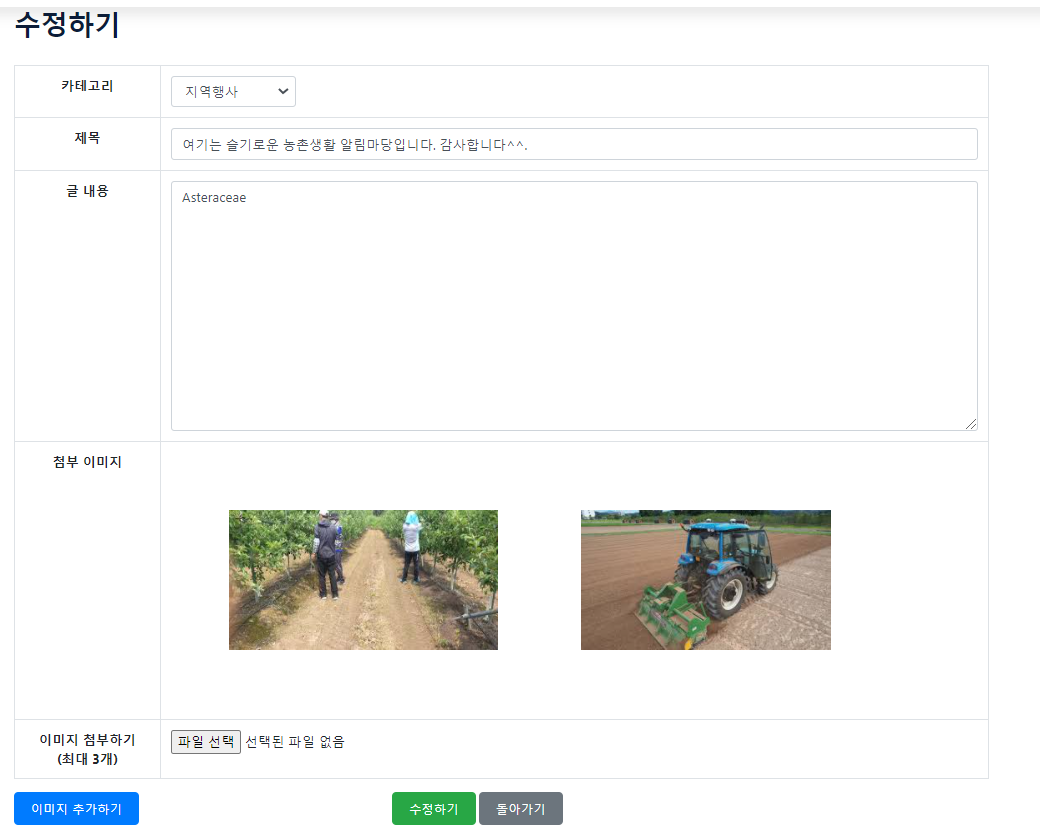 수정하기
카테고리
지역행사
제목
여기는 슬기로운 농촌생활 알림마당입니다. 감사합니다^^.
글 내용
Asteraceae
첨부 이미지
이미지 첨부하기
(최대 3개)
파일 선택 선택된 파일 없음
이미지 추가하기
수정하기
돌아가기